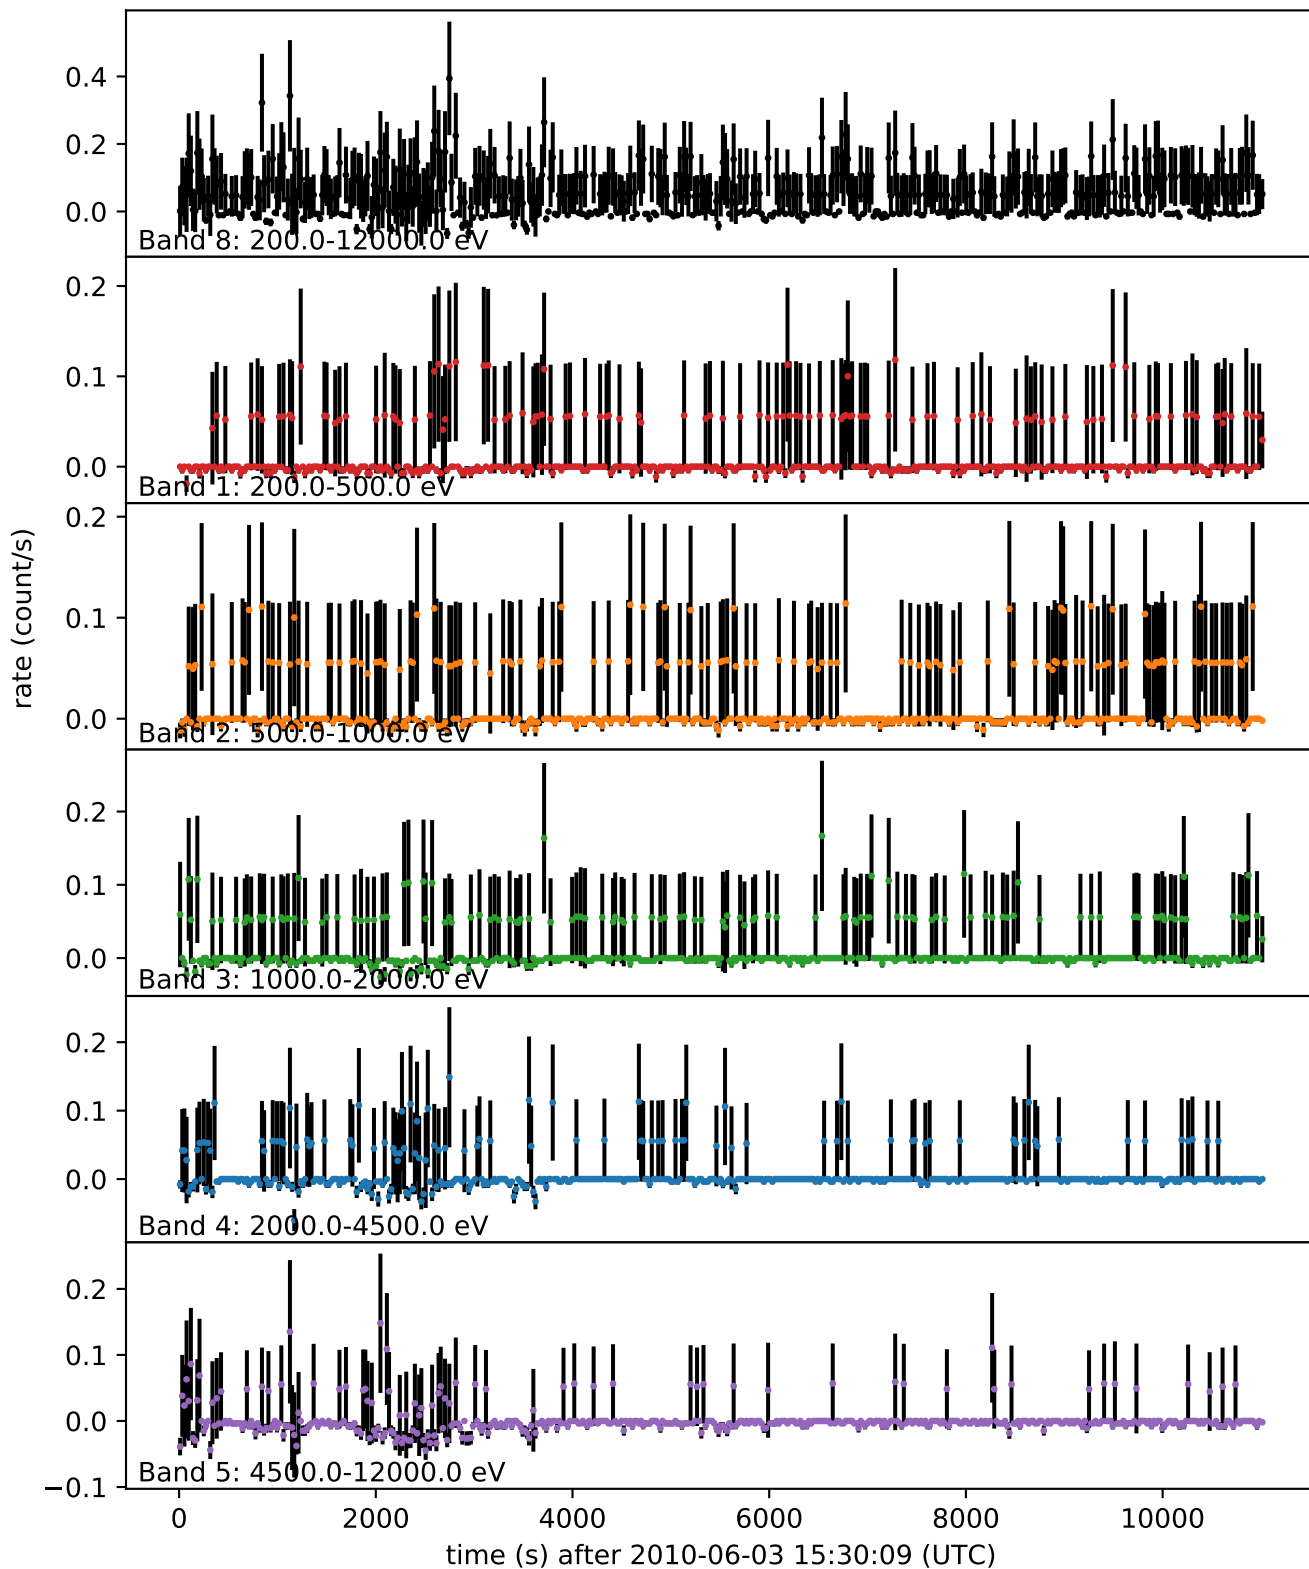 0.4
0.2
0.0
Band 8: 200.0-12000.0 eV
0.2
0.1
0.0
Band 1: 200.0-500.0 eV
0.2
0.1
0.0
Band 2: 500.0-1000.0 eV
rate (count/s)
0.2
0.1
0.0
Band 3: 1000.0-2000.0 eV
0.2
0.1
0.0
Band 4: 2000.0-4500.0 eV
0.2
0.1
0.0
−0.1
Band 5: 4500.0-12000.0 eV
0 2000 4000 6000 8000 10000
time (s) after 2010-06-03 15:30:09 (UTC)